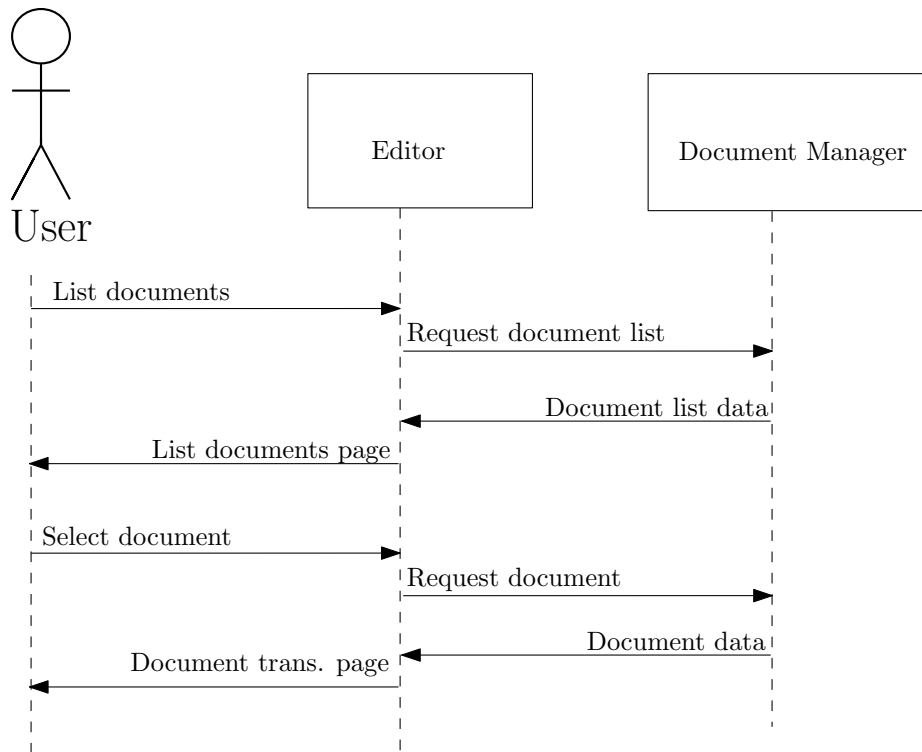 Editor
Document Manager
User
List documents
Request document list
Document list data
List documents page
Select document
Request document
Document data
Document trans. page